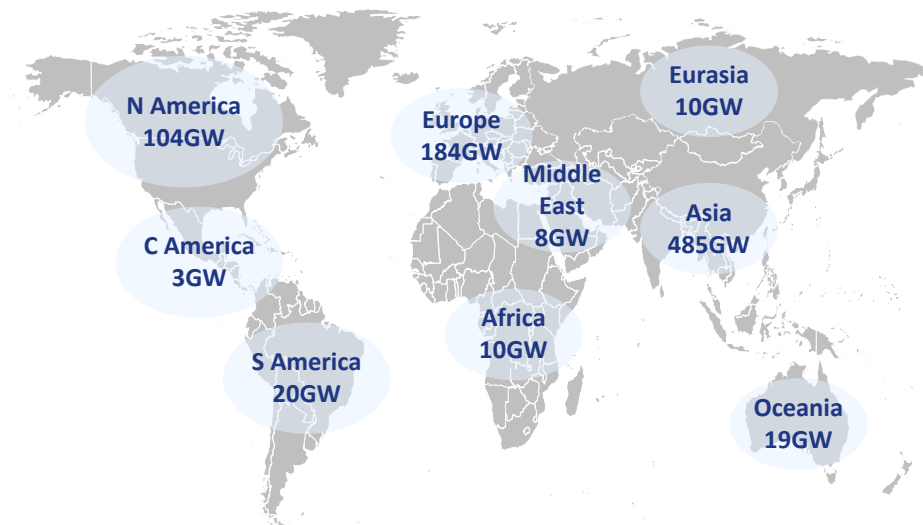 N America
104GW
Europe
184GW
Eurasia
10GW
Middle
East
8GW
Asia
485GW
C America
3GW
Africa
10GW
S America
20GW
Oceania
19GW